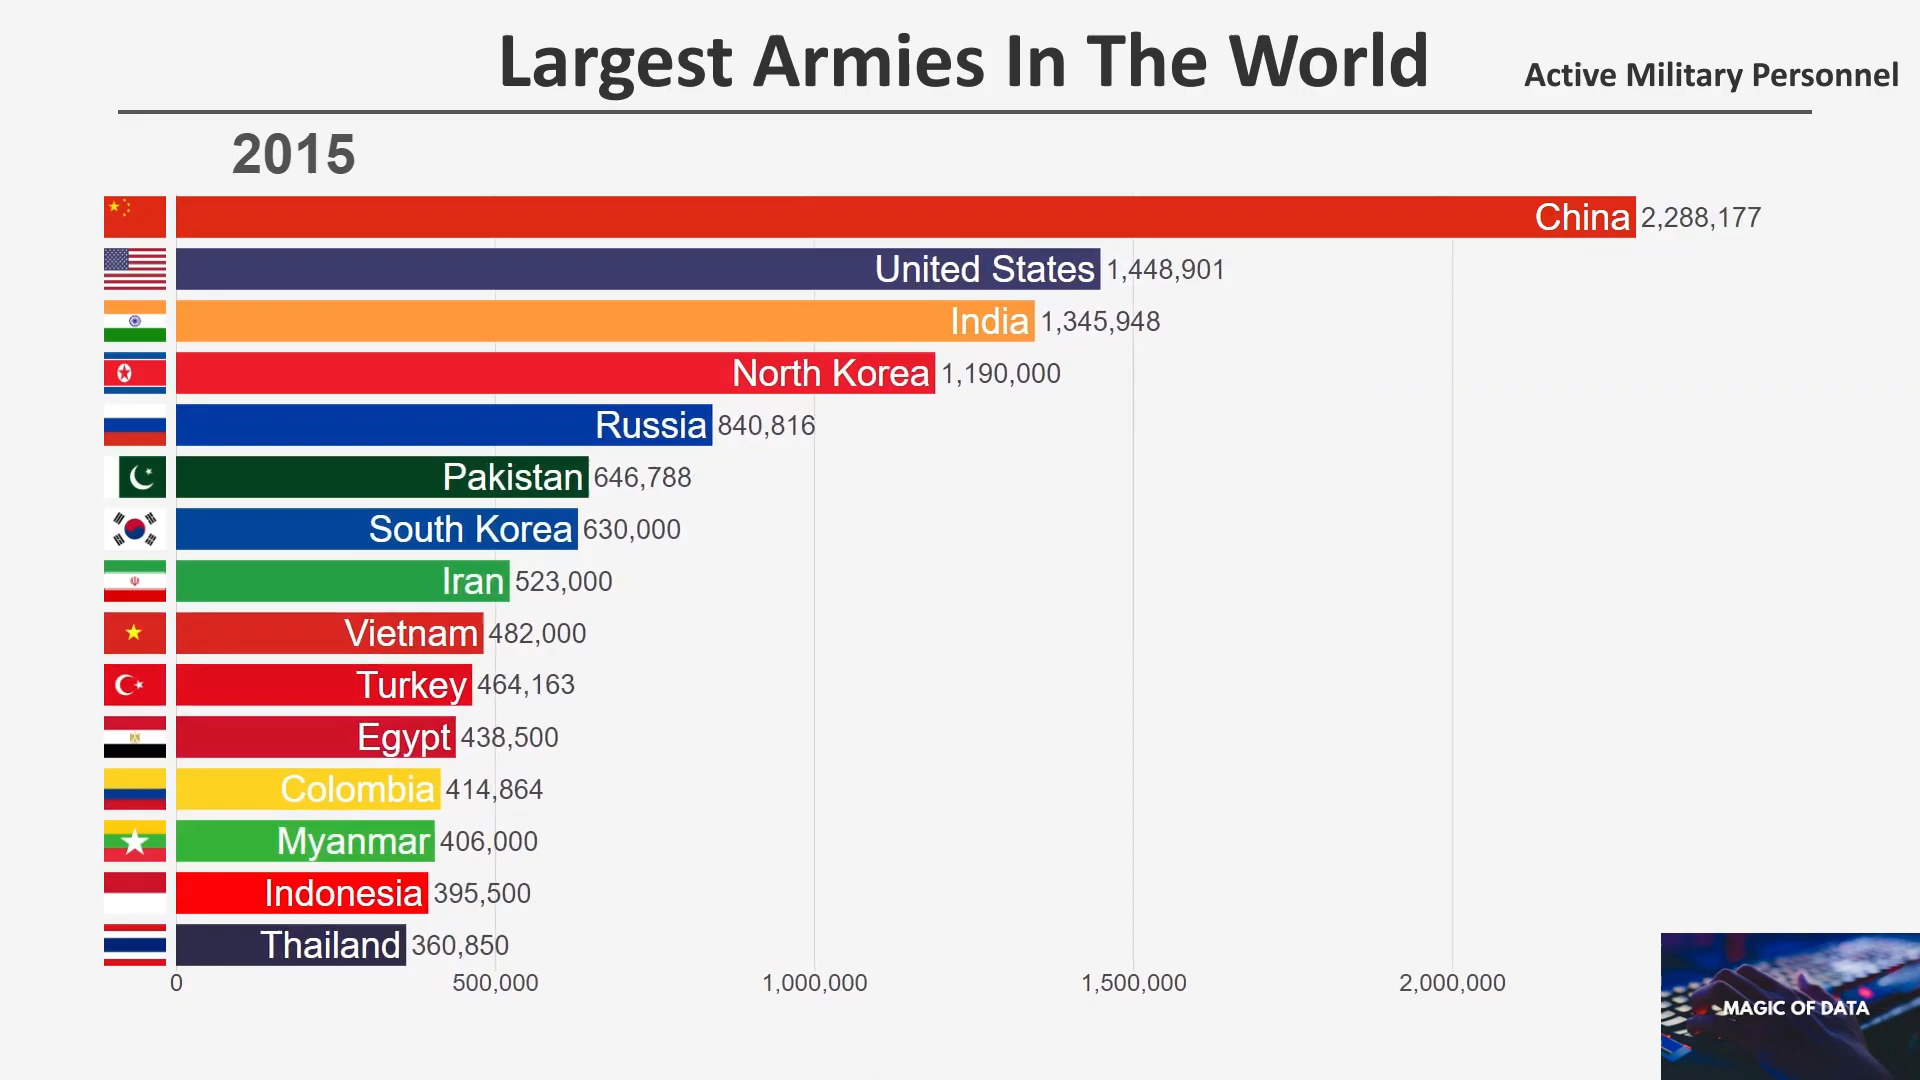 Largest Armies In The World
Active Military Personnel
2015
China 2,288,177
United States 1,448,901
India 1,345,948
North Korea 1,190,000
Russia 840,816
Pakistan 646,788
South Korea 630,000
Iran 523,000
Vietnam 482,000
Turkey 464,163
Egypt 438,500
Colombia 414,864
Myanmar 406,000
Indonesia 395,500
Thailand 360,850
0 500,000 1,000,000 1,500,000 2,000,000
MAGIC OF DATA